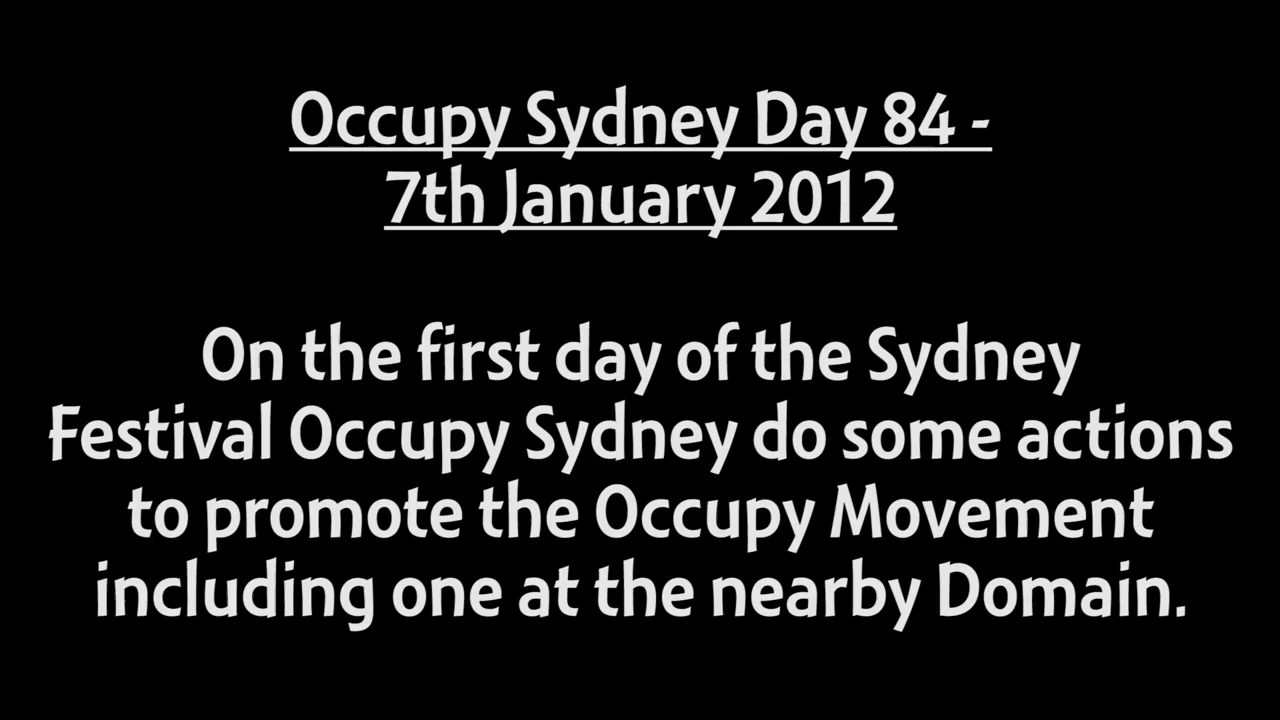 Occupy Sydney Day 84 -
7th January 2012
On the first day of the Sydney
Festival Occupy Sydney do some actions
to promote the Occupy Movement
including one at the nearby Domain.